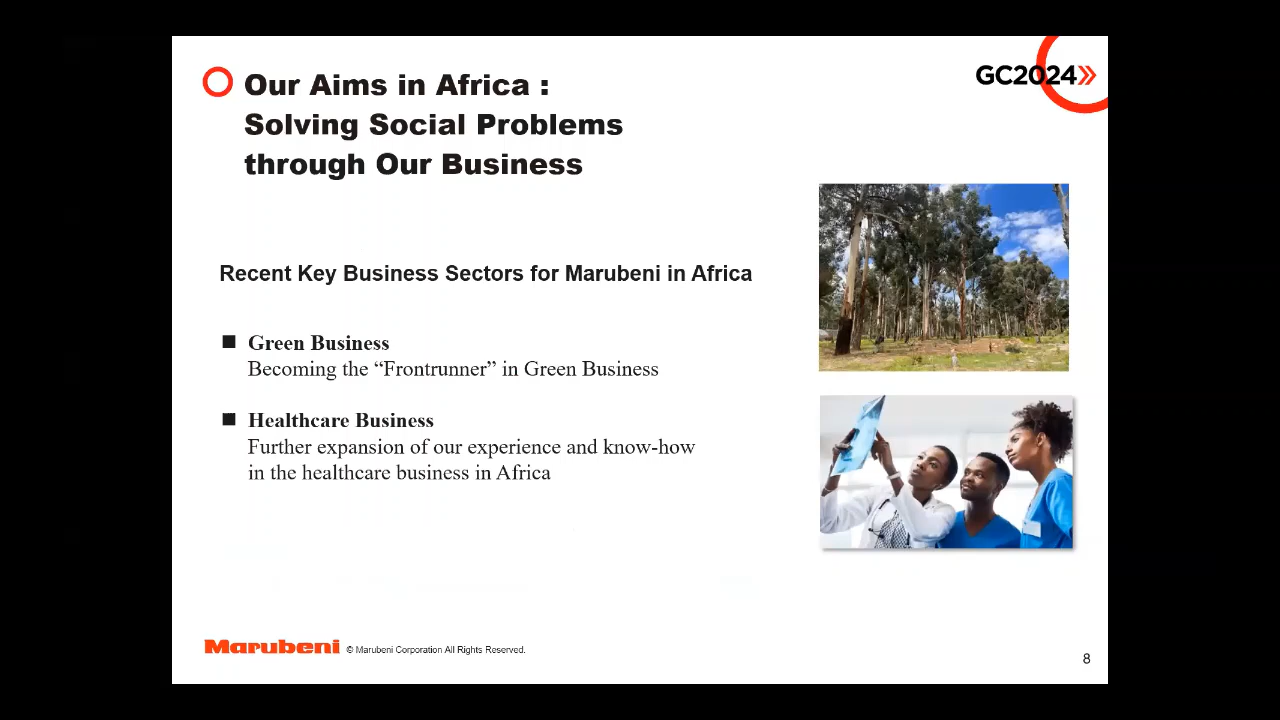 Our Aims in Africa :
Solving Social Problems
through Our Business
GC2024
Recent Key Business Sectors for Marubeni in Africa
■ Green Business
Becoming the “Frontrunner” in Green Business
■ Healthcare Business
Further expansion of our experience and know-how
in the healthcare business in Africa
Marubeni © Marubeni Corporation All Rights Reserved.
8